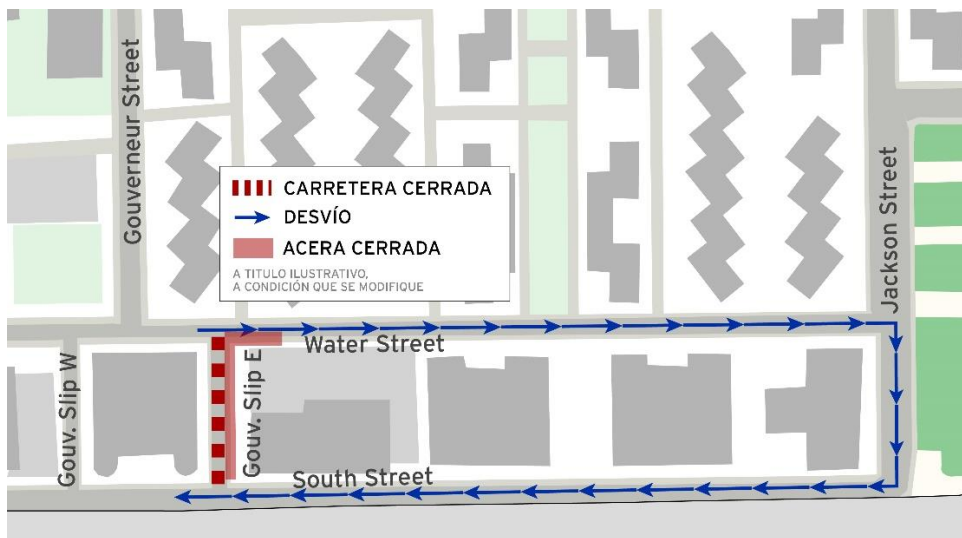 Gouverneur Street
CARRETERA CERRADA
DESVÍO
ACERA CERRADA
A TITULO ILUSTRATIVO,
A CONDICIÓN QUE SE MODIFIQUE
Jackson Street
Water Street
Gouv. Slip W
Gouv. Slip E
South Street